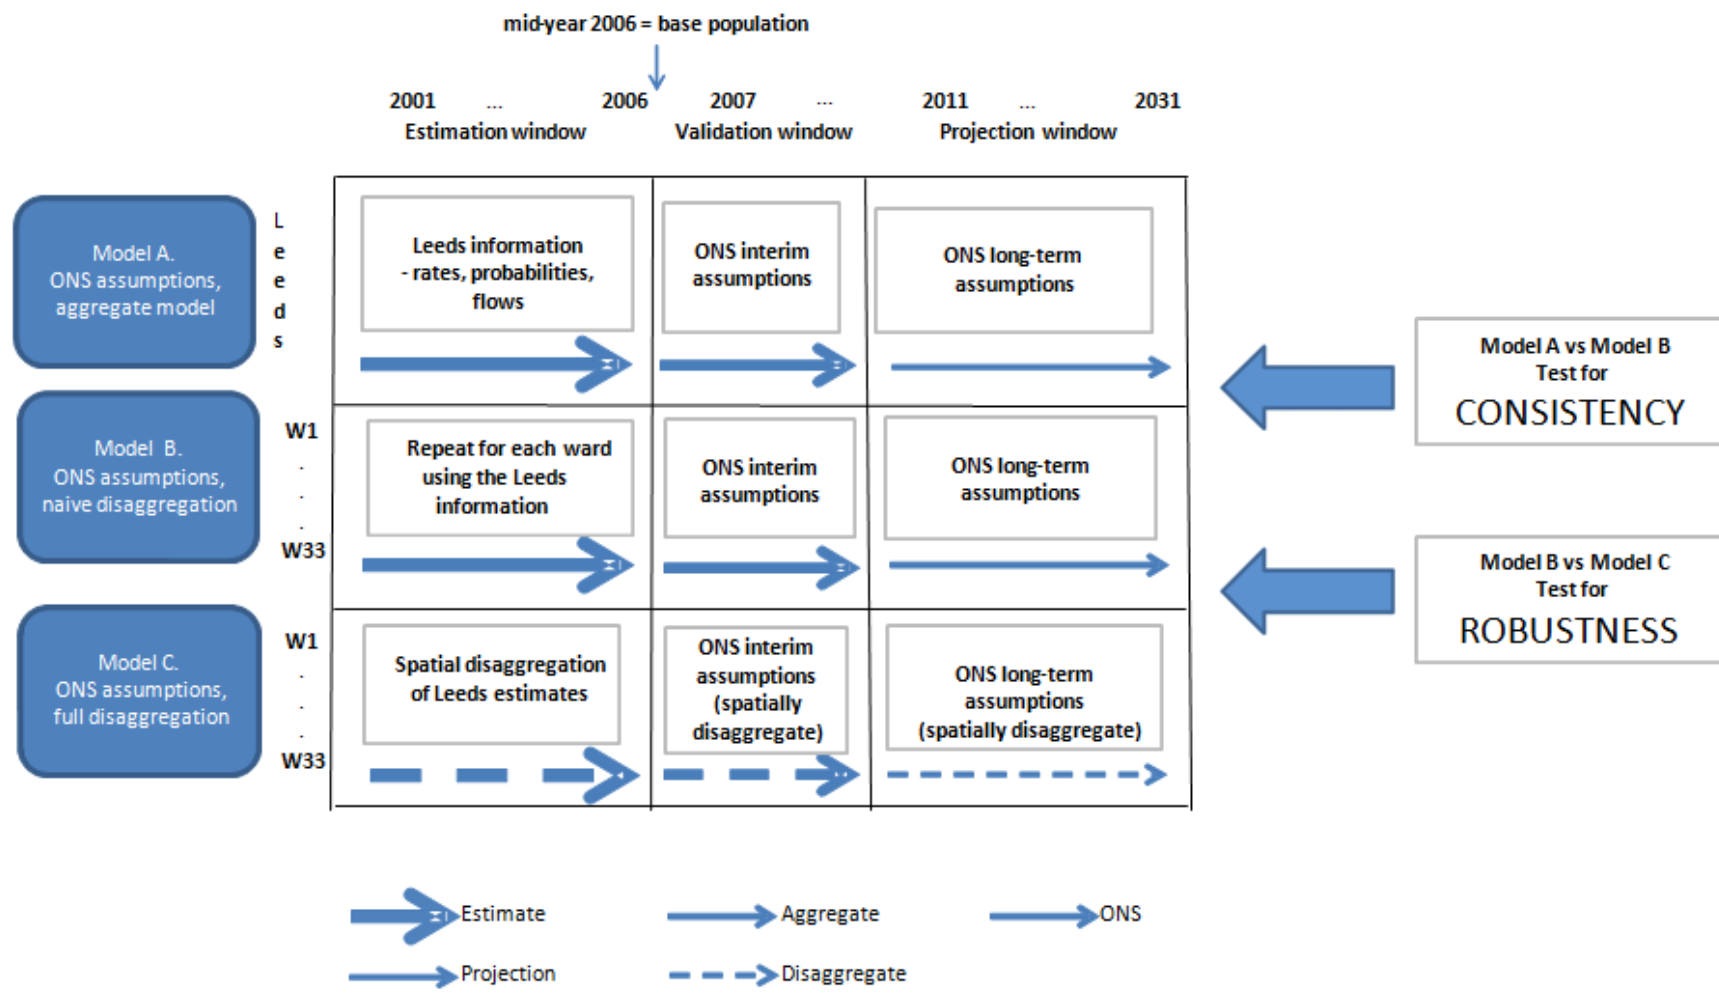 mid-year 2006 = base population
2001 ... 2006 2007 ... 2011 ... 2031
Estimation window Validation window Projection window
Model A.
ONS assumptions,
aggregate model
L
e
e
d
s
Leeds information
- rates, probabilities,
flows
ONS interim
assumptions
ONS long-term
assumptions
Model A vs Model B
Test for
CONSISTENCY
Model B.
ONS assumptions,
naive disaggregation
W1
.
.
.
W33
Repeat for each ward
using the Leeds
information
ONS interim
assumptions
ONS long-term
assumptions
Model B vs Model C
Test for
ROBUSTNESS
Model C.
ONS assumptions,
full disaggregation
W1
.
.
.
W33
Spatial disaggregation
of Leeds estimates
ONS interim
assumptions
(spatially
disaggregate)
ONS long-term
assumptions
(spatially disaggregate)
Estimate Aggregate ONS
Projection Disaggregate